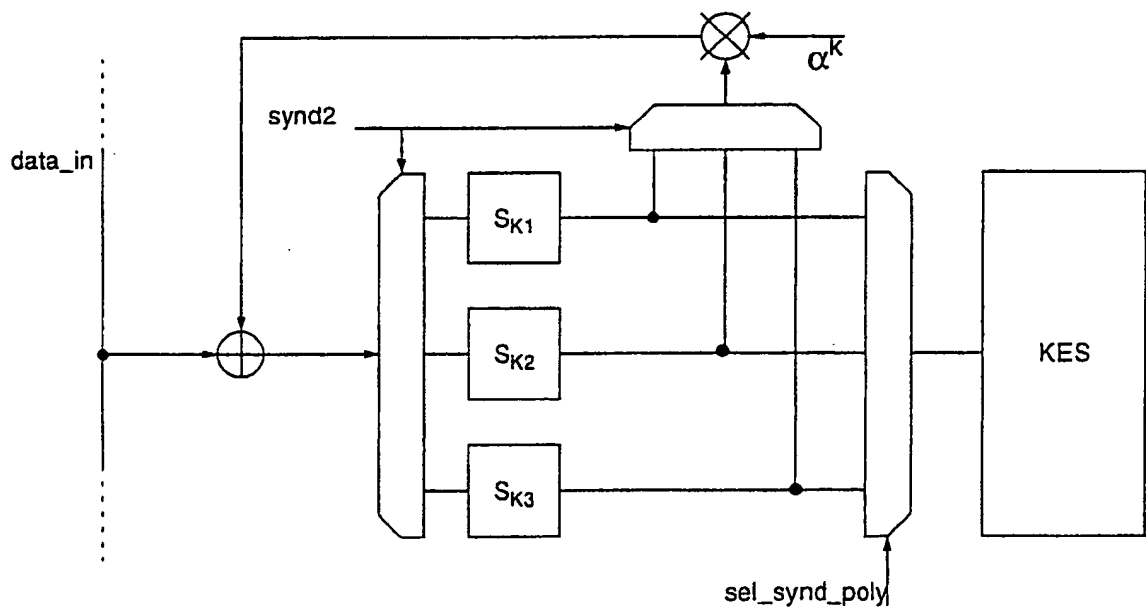 α^K
synd2
data_in
S_K1
S_K2
KES
S_K3
sel_synd_poly